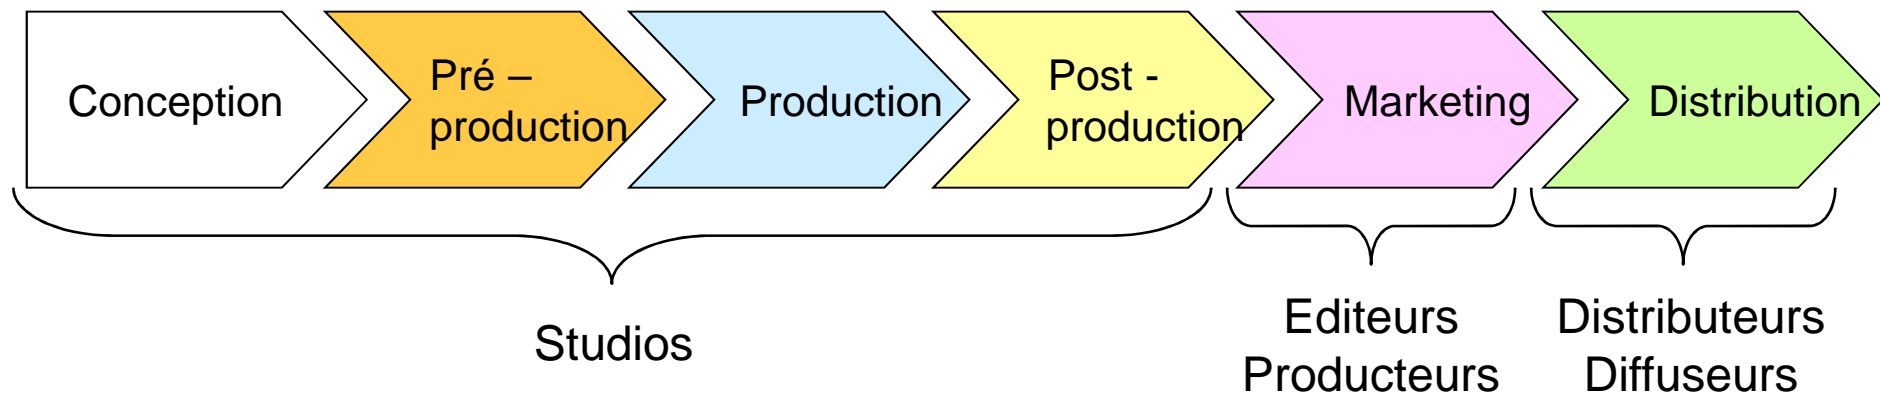 Conception
Pré –
production
Production
Post -
production
Marketing
Distribution
Studios
Editeurs
Producteurs
Distributeurs
Diffuseurs